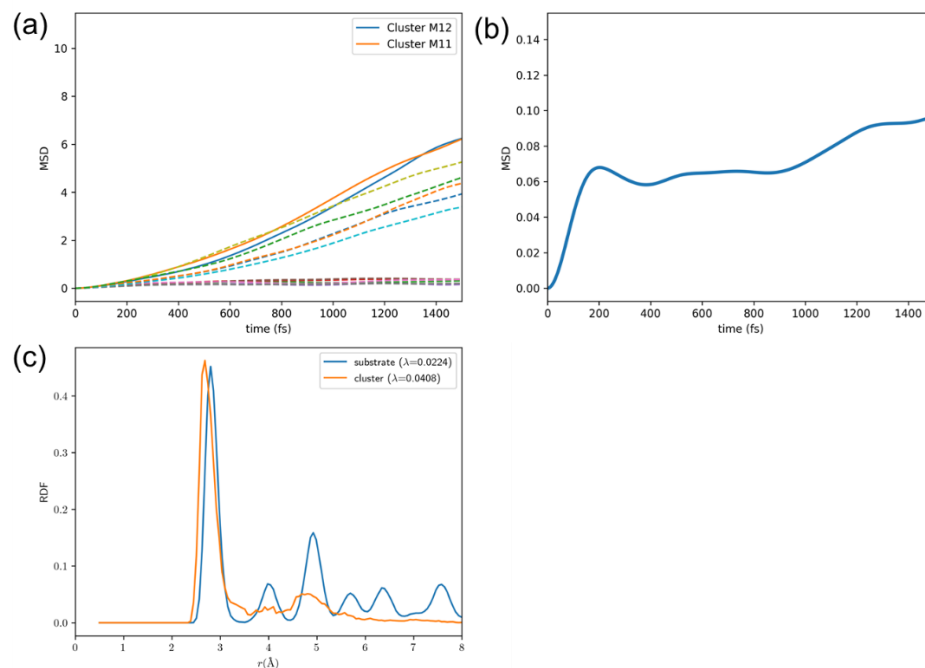 (a)
Cluster M12
Cluster M11
10
8
6
4
2
0
MSD
0 200 400 600 800 1000 1200 1400
time (fs)
(b)
0.14
0.12
0.10
0.08
0.06
0.04
0.02
0.00
MSD
0 200 400 600 800 1000 1200 1400
time (fs)
(c)
substrate (λ=0.0224)
cluster (λ=0.0408)
0.4
0.3
0.2
0.1
0.0
RDF
0 1 2 3 4 5 6 7 8
r(Å)